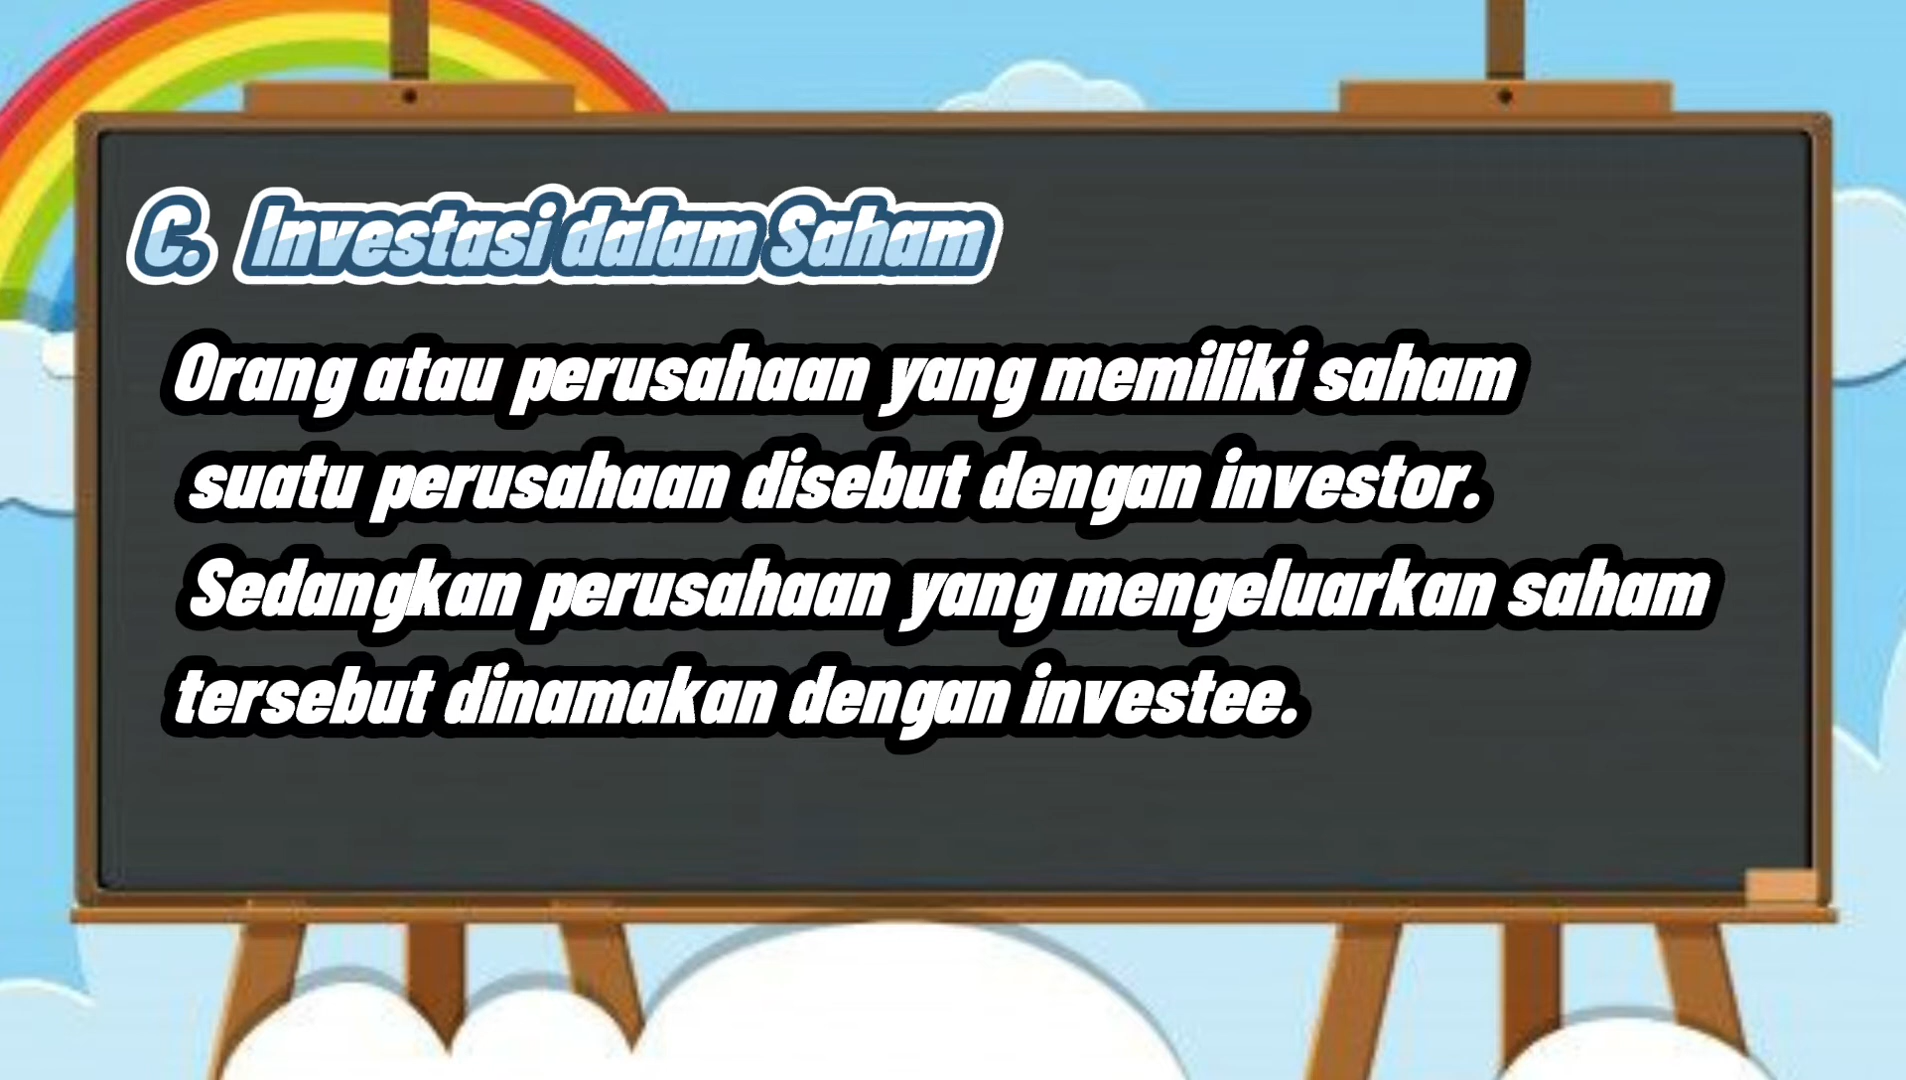 C. Investasi dalam Saham
Orang atau perusahaan yang memiliki saham
suatu perusahaan disebut dengan investor.
Sedangkan perusahaan yang mengeluarkan saham
tersebut dinamakan dengan investee.